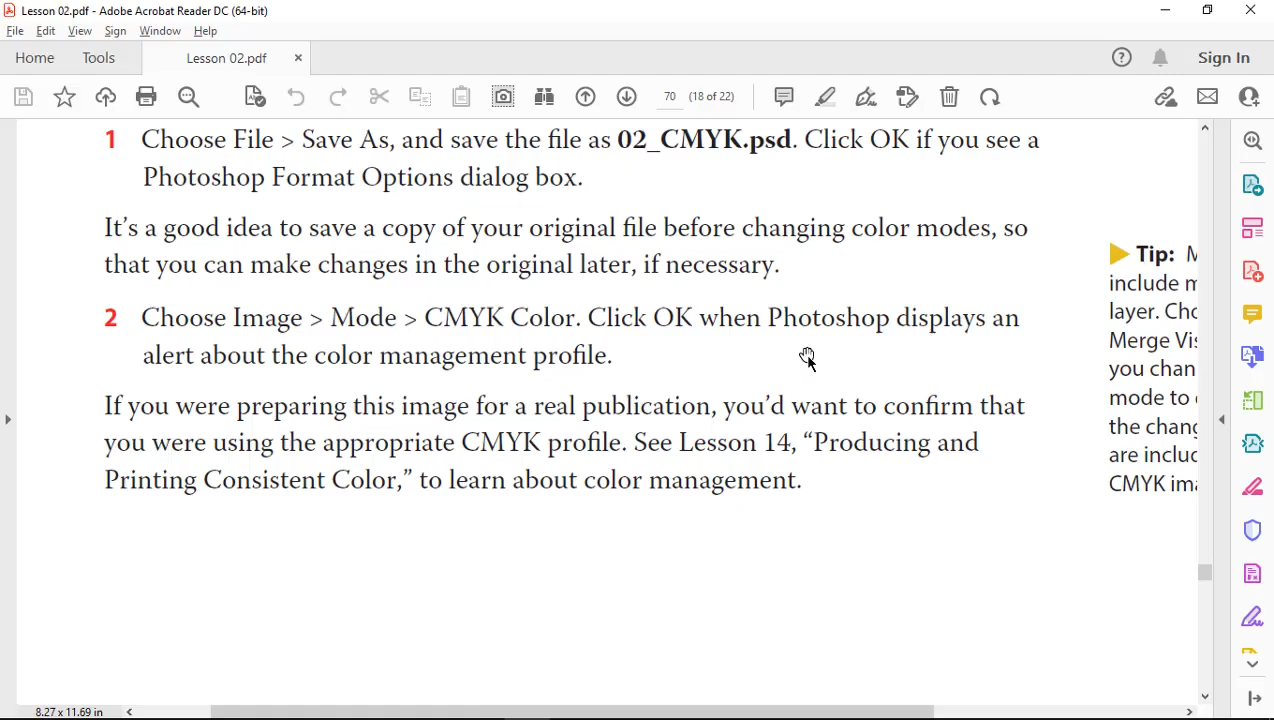 Lesson 02.pdf - Adobe Acrobat Reader DC (64-bit)
File Edit View Sign Window Help
Home Tools Lesson 02.pdf × Sign In
70 (18 of 22)
1 Choose File > Save As, and save the file as 02_CMYK.psd. Click OK if you see a
Photoshop Format Options dialog box.
It’s a good idea to save a copy of your original file before changing color modes, so
that you can make changes in the original later, if necessary.
2 Choose Image > Mode > CMYK Color. Click OK when Photoshop displays an
alert about the color management profile.
If you were preparing this image for a real publication, you’d want to confirm that
you were using the appropriate CMYK profile. See Lesson 14, “Producing and
Printing Consistent Color,” to learn about color management.
Tip:
include
layer.
Merge
you
mode to
the
are
CMYK
8.27 x 11.69 in